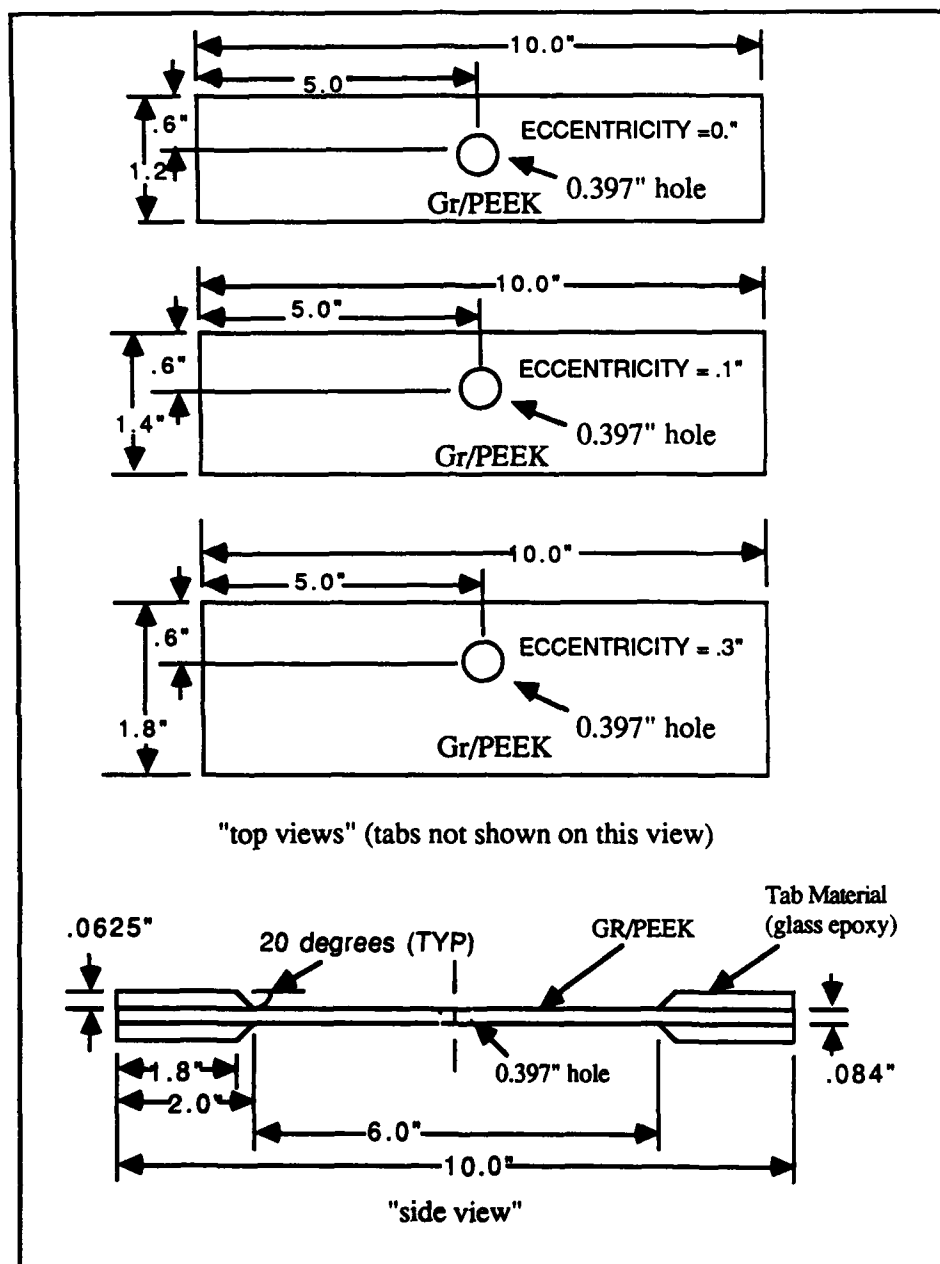 10.0"
5.0
.6"
1.2
ECCENTRICITY =0."
0.397" hole
Gr/PEEK
10.0"
5.0"
.6"
1.4"
ECCENTRICITY = .1"
0.397" hole
Gr/PEEK
10.0"
5.0"
.6"
1.8"
ECCENTRICITY = .3"
0.397" hole
Gr/PEEK
"top views" (tabs not shown on this view)
.0625"
20 degrees (TYP)
GR/PEEK
Tab Material
(glass epoxy)
0.397" hole
.084"
1.8"
2.0"
6.0"
10.0"
"side view"